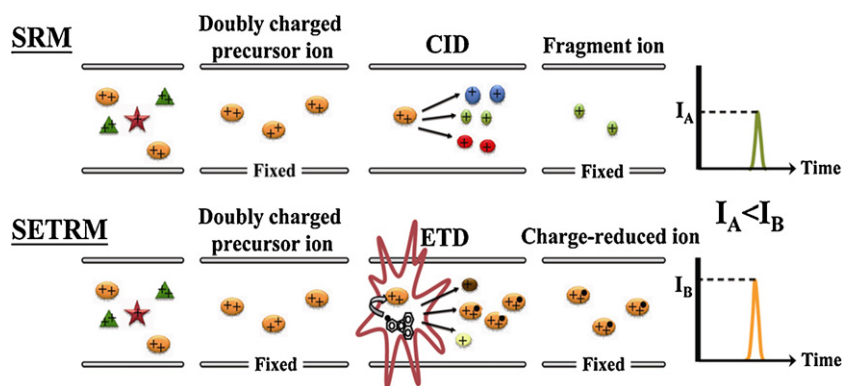 SRM
Doubly charged
precursor ion
CID
Fragment ion
Fixed
Fixed
I_A
Time
I_A<I_B
SETRM
Doubly charged
precursor ion
ETD
Charge-reduced ion
Fixed
Fixed
I_B
Time